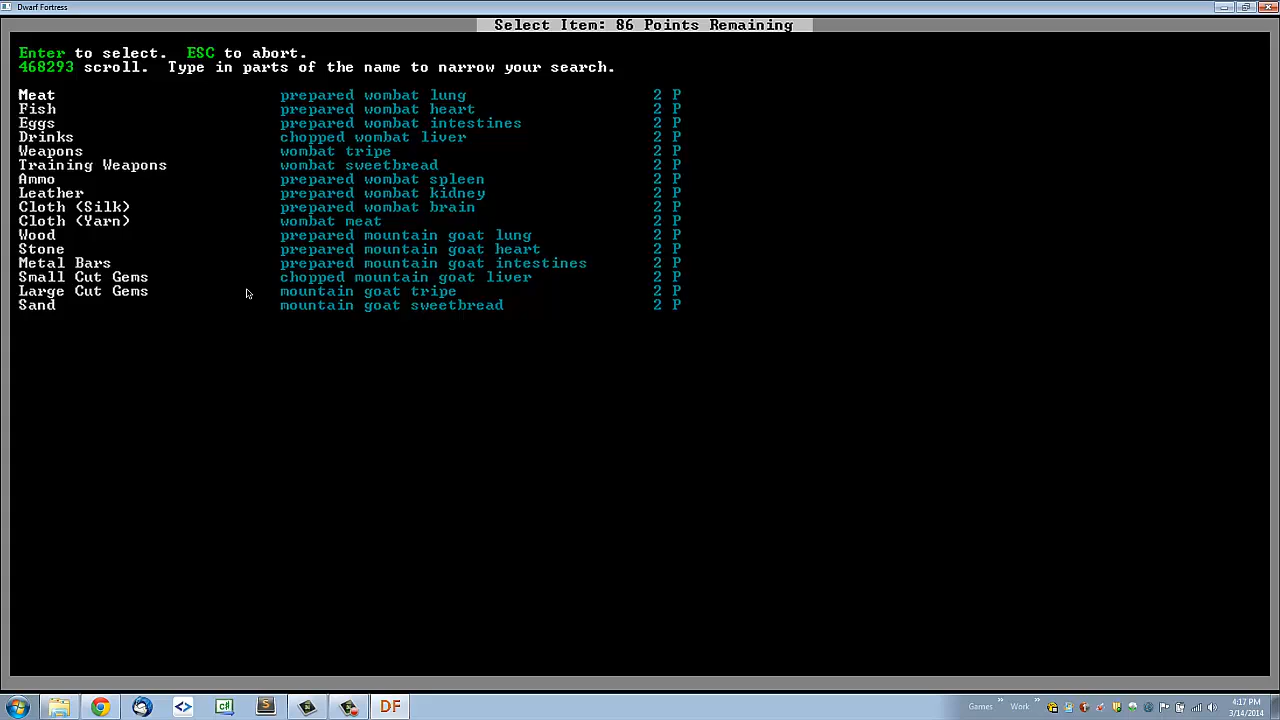 Dwarf Fortress
Select Item: 86 Points Remaining
Enter to select.  ESC to abort.
468293 scroll.  Type in parts of the name to narrow your search.
Meat prepared wombat lung 2 P
Fish prepared wombat heart 2 P
Eggs prepared wombat intestines 2 P
Drinks chopped wombat liver 2 P
Weapons wombat tripe 2 P
Training Weapons wombat sweetbread 2 P
Ammo prepared wombat spleen 2 P
Leather prepared wombat kidney 2 P
Cloth (Silk) prepared wombat brain 2 P
Cloth (Yarn) wombat meat 2 P
Wood prepared mountain goat lung 2 P
Stone prepared mountain goat heart 2 P
Metal Bars prepared mountain goat intestines 2 P
Small Cut Gems chopped mountain goat liver 2 P
Large Cut Gems mountain goat tripe 2 P
Sand mountain goat sweetbread 2 P
C# S DF Games » Work » 4:17 PM
3/14/2014